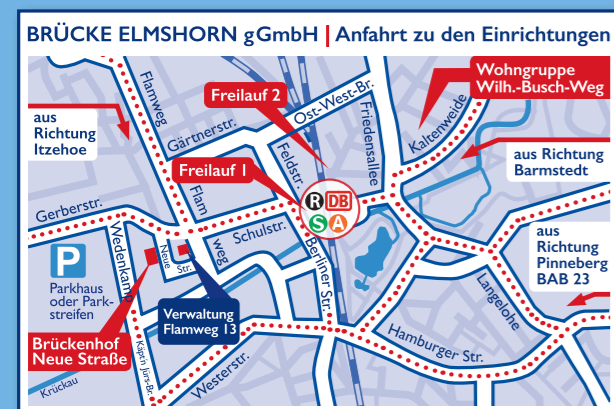 BRÜCKE ELMSHORN gGmbH | Anfahrt zu den Einrichtungen
Wohngruppe
Wilh.-Busch-Weg
Flamweg
Freilauf 2
Ost-West-Br.
Friedensallee
Kaltenweide
aus
Richtung
Itzehoe
Gärtnerstr.
Feldstr.
aus Richtung
Barmstedt
Freilauf 1
Flam
weg
R DB
S A
Gerberstr.
Schulstr.
Wedenkamp
Neue
Str.
Berliner Str.
aus
Richtung
Pinneberg
BAB 23
P
Parkhaus
oder Park-
streifen
Langelohe
Verwaltung
Flamweg 13
Brückenhof
Neue Straße
Käptn Jürs-Br.
Hamburger Str.
Westerstr.
Krückau